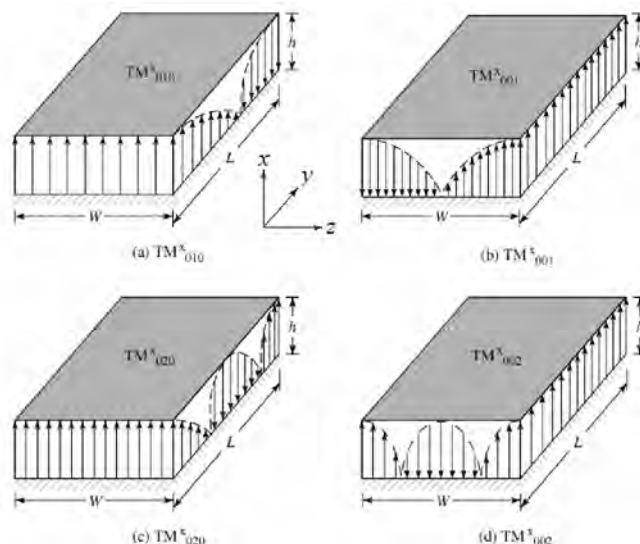 TMˣ₀₁₀
h
L
W
(a) TMˣ₀₁₀
x
y
z
TMˣ₀₀₁
h
L
W
(b) TMˣ₀₀₁
TMˣ₀₂₀
h
L
W
(c) TMˣ₀₂₀
TMˣ₀₀₂
L
W
(d) TMˣ₀₀₂